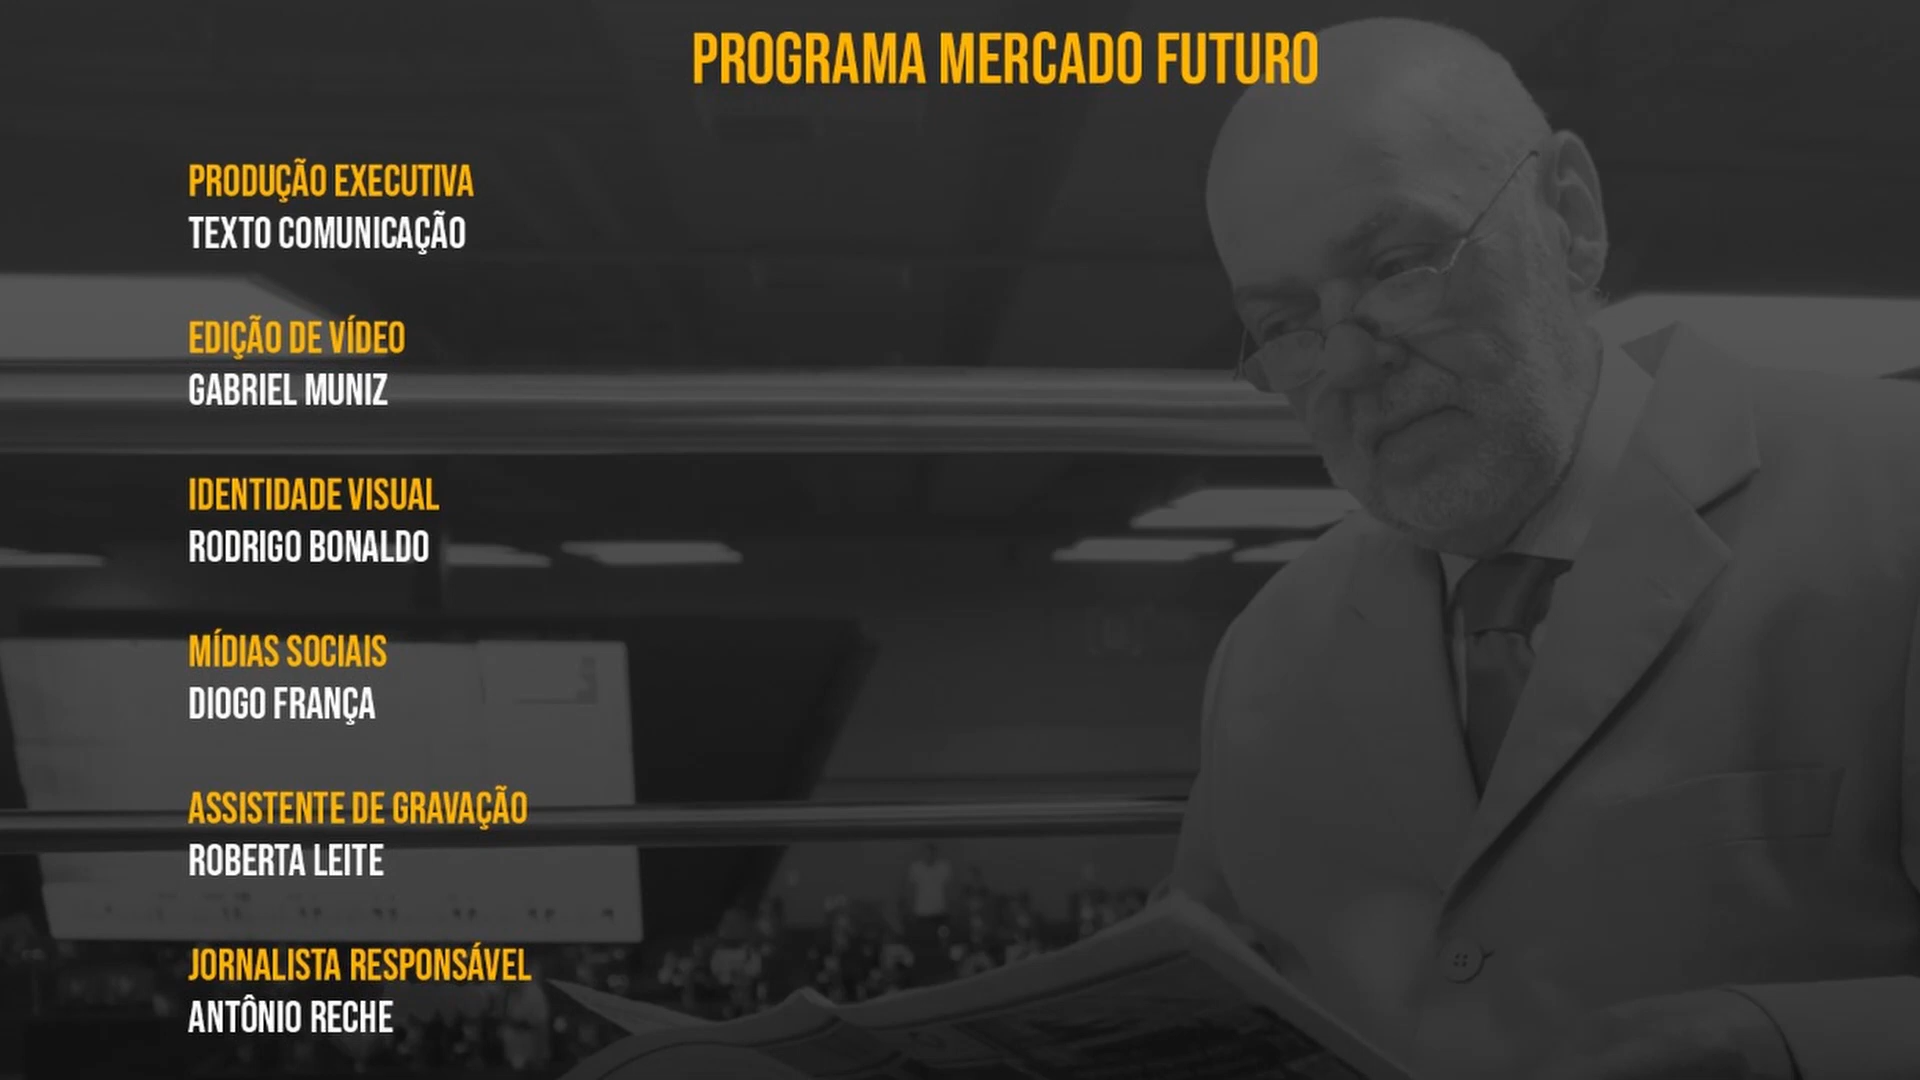 PROGRAMA MERCADO FUTURO
PRODUÇÃO EXECUTIVA
TEXTO COMUNICAÇÃO
EDIÇÃO DE VÍDEO
GABRIEL MUNIZ
IDENTIDADE VISUAL
RODRIGO BONALDO
MÍDIAS SOCIAIS
DIOGO FRANÇA
ASSISTENTE DE GRAVAÇÃO
ROBERTA LEITE
JORNALISTA RESPONSÁVEL
ANTÔNIO RECHE